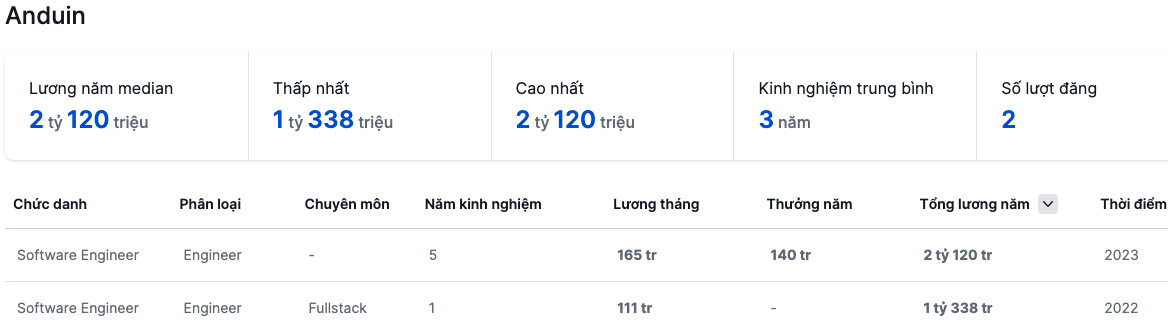 Anduin
Lương năm median Thấp nhất Cao nhất Kinh nghiệm trung bình Số lượt đăng
2 tỷ 120 triệu 1 tỷ 338 triệu 2 tỷ 120 triệu 3 năm 2
Chức danh Phân loại Chuyên môn Năm kinh nghiệm Lương tháng Thưởng năm Tổng lương năm Thời điểm
Software Engineer Engineer - 5 165 tr 140 tr 2 tỷ 120 tr 2023
Software Engineer Engineer Fullstack 1 111 tr - 1 tỷ 338 tr 2022